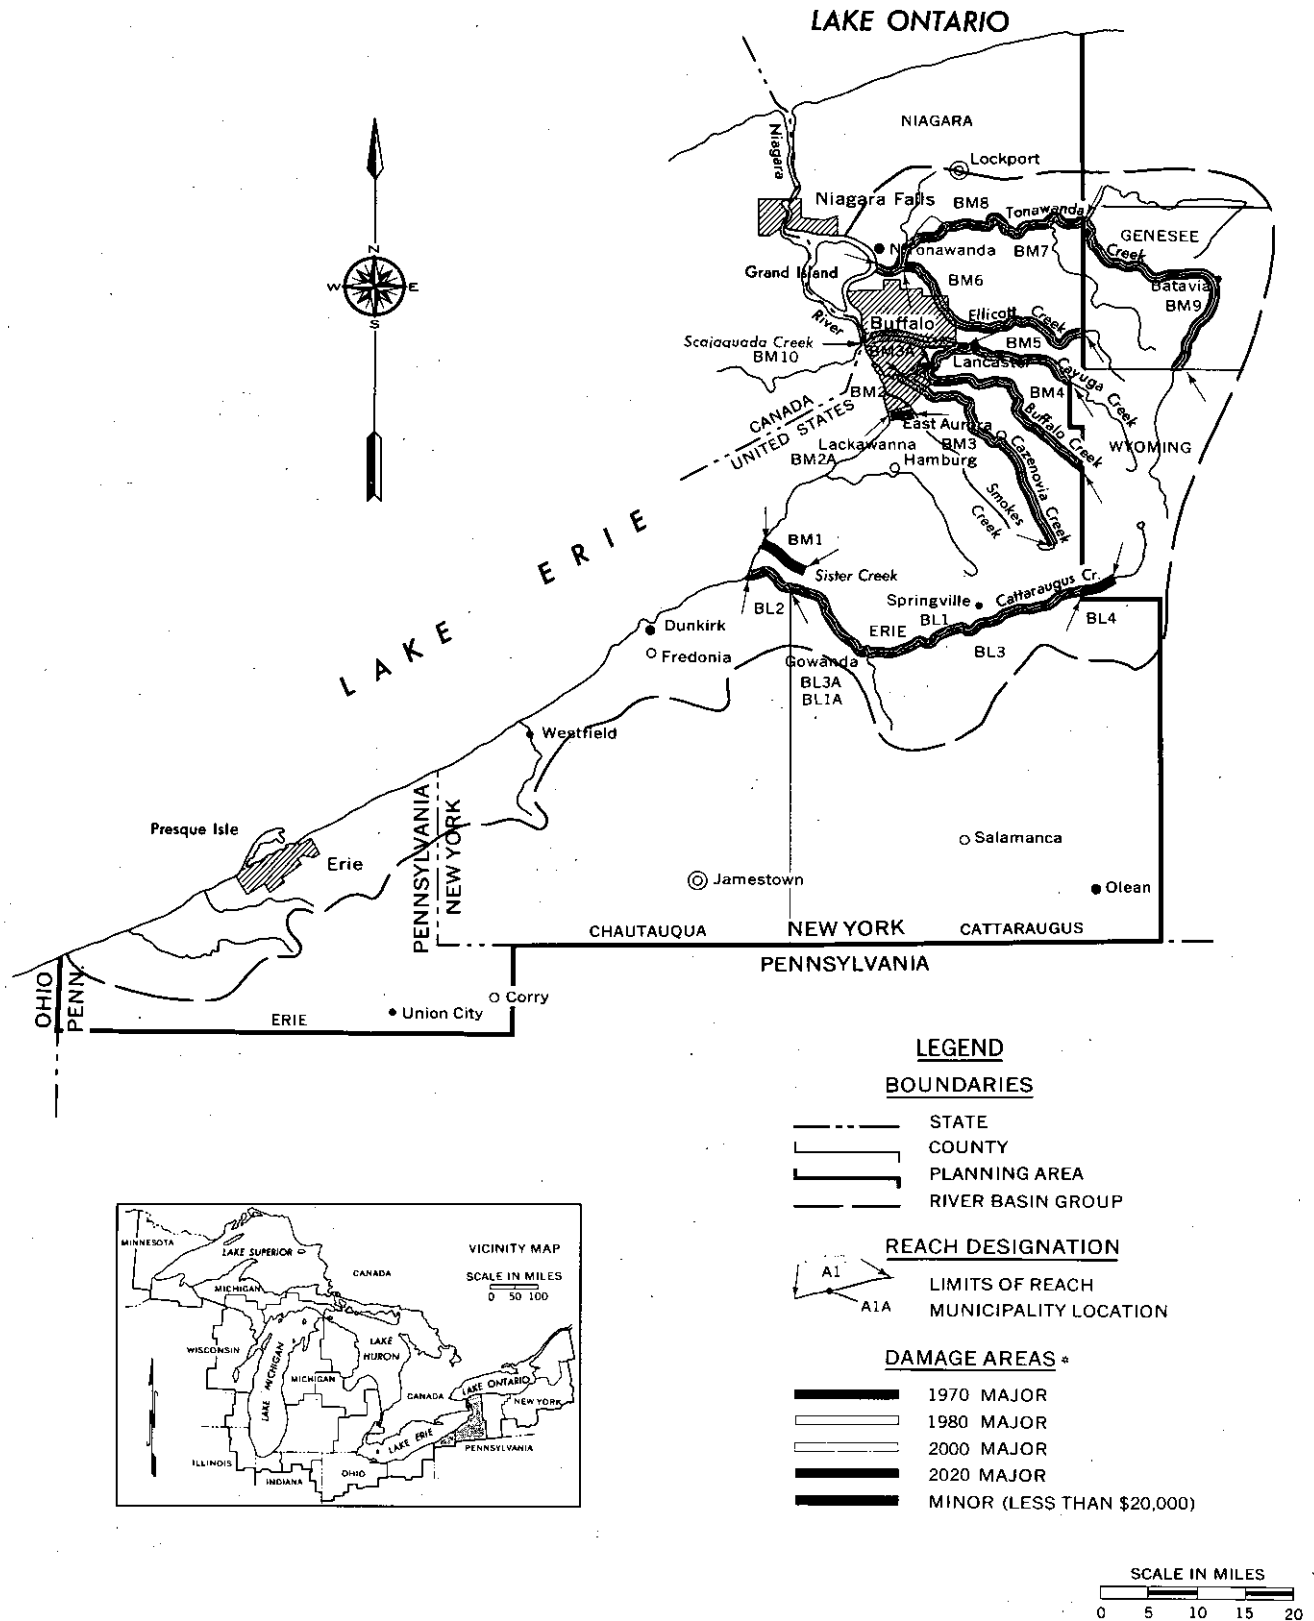 LAKE ONTARIO
NIAGARA
Niagara
Lockport
Niagara Falls
BM8
Tonawanda
GENESEE
N Tonawanda
BM7
Creek
Grand Island
BM6
Batavia
BM9
River
Buffalo
Ellicott Creek
Scajaquada Creek
BM10
BM3A
BM5
Lancaster
Cayuga Creek
BM2
BM4
CANADA
UNITED STATES
East Aurora
Buffalo Creek
Lackawanna
BM3
WYOMING
BM2A
Hamburg
Cazenovia Creek
Smokes
Creek
N
W E
S
LAKE ERIE
BM1
Sister Creek
Cattaraugus Cr.
Springville
BL2
BL1
BL4
Dunkirk
ERIE
BL3
Fredonia
Gowanda
BL3A
BL1A
Westfield
Presque Isle
Erie
PENNSYLVANIA
NEW YORK
Salamanca
Jamestown
Olean
CHAUTAUQUA
NEW YORK
CATTARAUGUS
PENNSYLVANIA
OHIO
PENN.
Corry
Union City
ERIE
LEGEND
BOUNDARIES
STATE
COUNTY
PLANNING AREA
RIVER BASIN GROUP
REACH DESIGNATION
A1
A1A
LIMITS OF REACH
MUNICIPALITY LOCATION
DAMAGE AREAS *
1970 MAJOR
1980 MAJOR
2000 MAJOR
2020 MAJOR
MINOR (LESS THAN $20,000)
VICINITY MAP
SCALE IN MILES
0 50 100
MINNESOTA
LAKE SUPERIOR
CANADA
MICHIGAN
WISCONSIN
LAKE MICHIGAN
LAKE
HURON
MICHIGAN
CANADA
LAKE ONTARIO
NEW YORK
LAKE ERIE
PENNSYLVANIA
ILLINOIS
INDIANA
OHIO
SCALE IN MILES
0 5 10 15 20